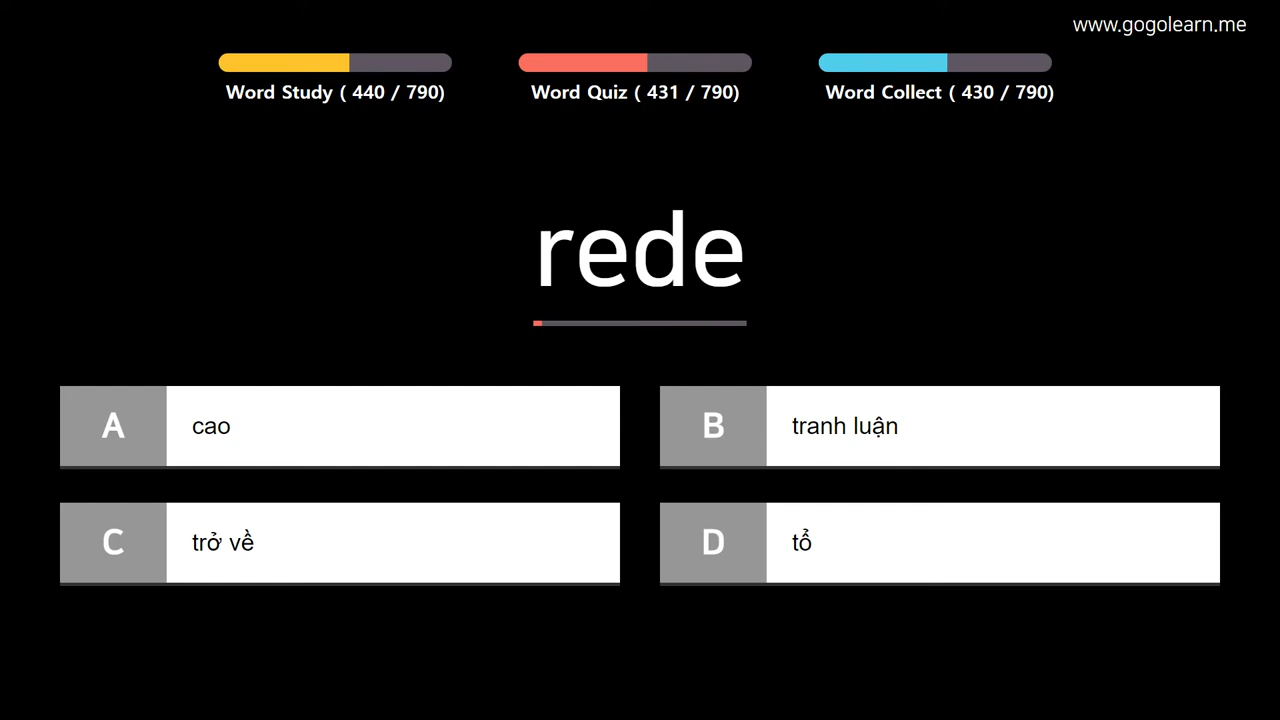 www.gogolearn.me
Word Study ( 440 / 790)
Word Quiz ( 431 / 790)
Word Collect ( 430 / 790)
rede
A cao
B tranh luận
C trở về
D tổ